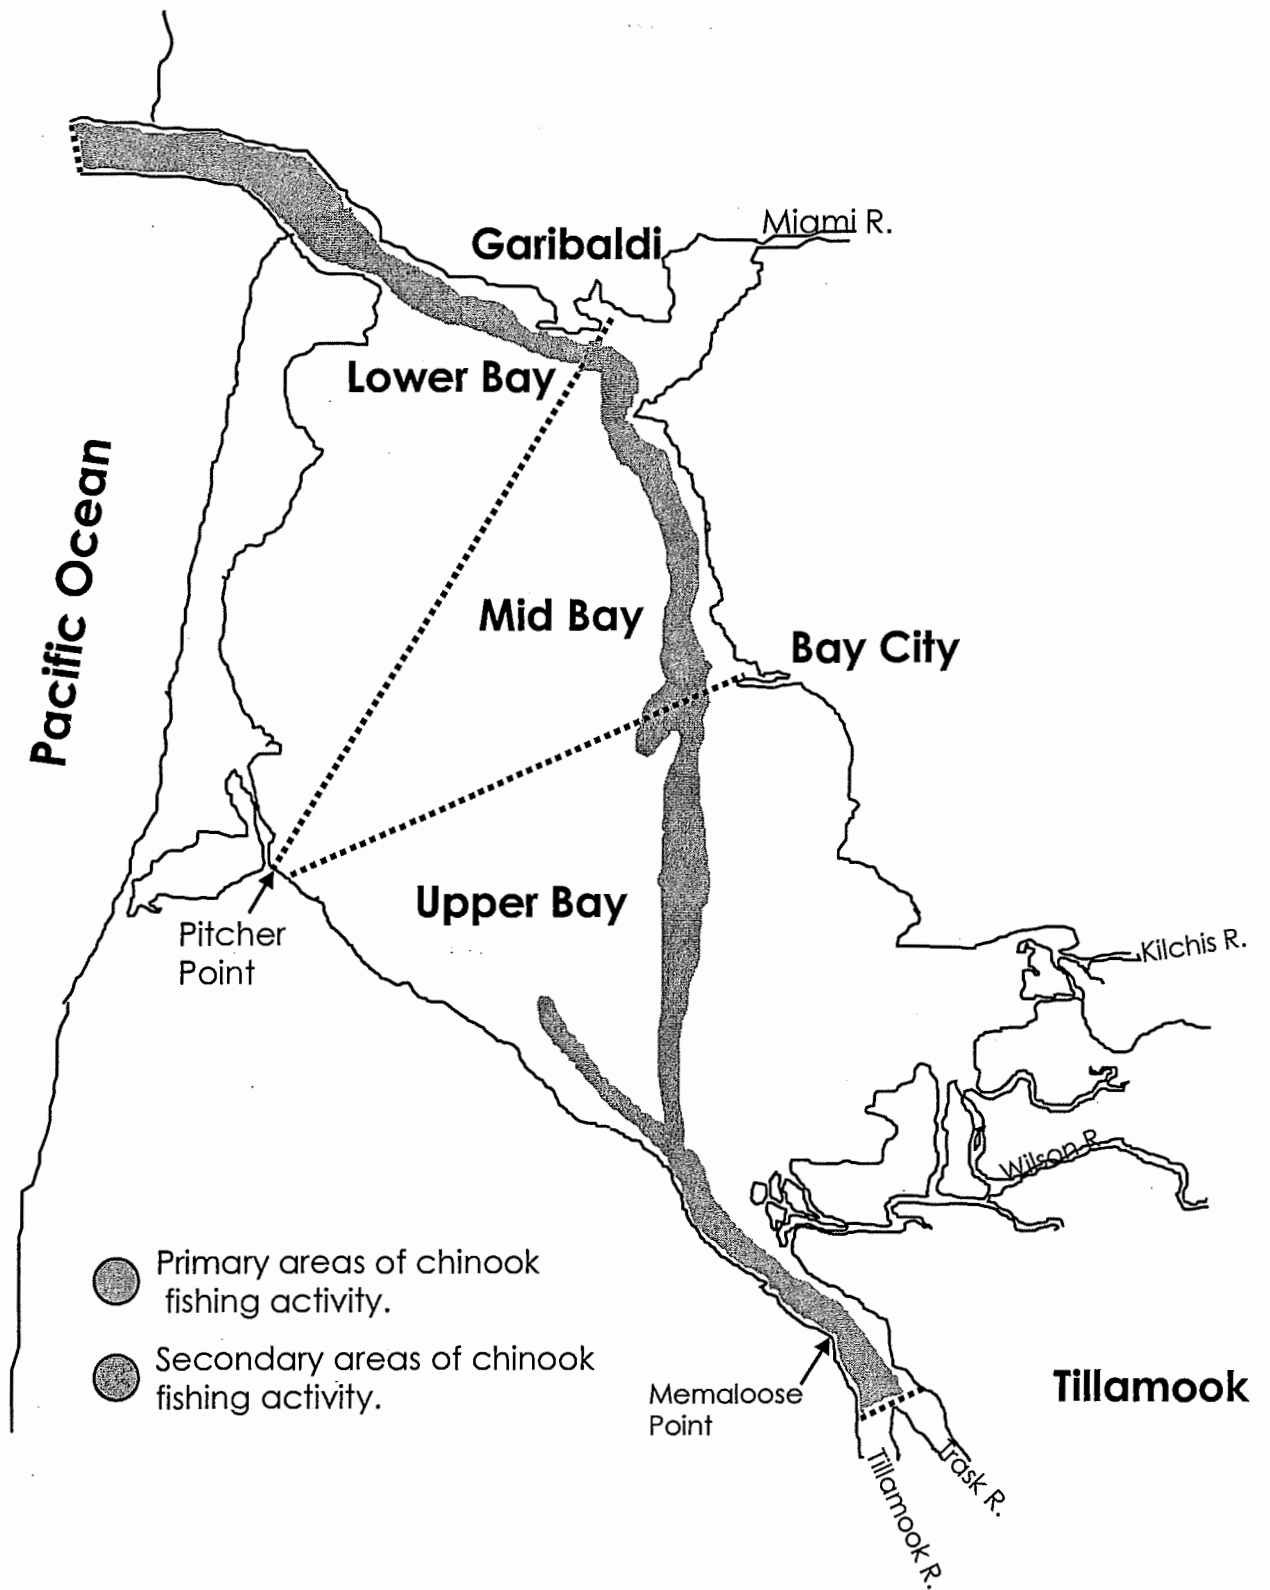 Miami R.
Garibaldi
Lower Bay
Pacific Ocean
Mid Bay
Bay City
Upper Bay
Pitcher
Point
Kilchis R.
Wilson R.
Primary areas of chinook
fishing activity.
Secondary areas of chinook
fishing activity.
Memaloose
Point
Tillamook
Trask R.
Tillamook R.